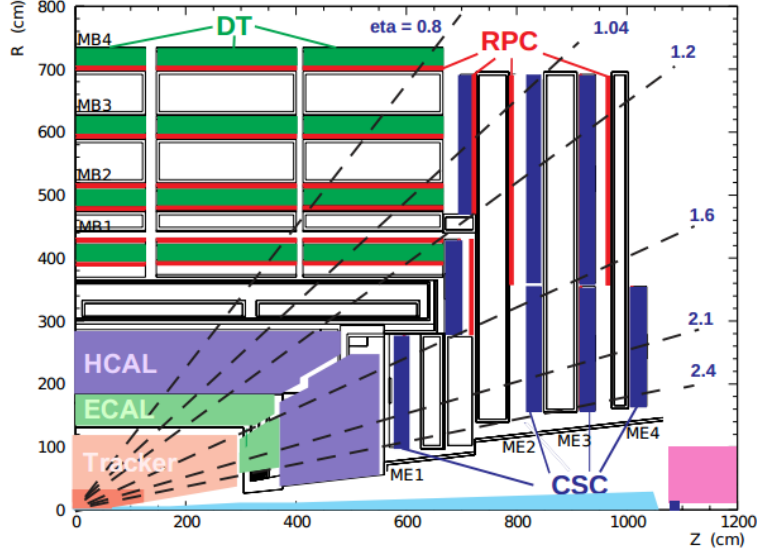 R (cm)
800
700
600
500
400
300
200
100
0
MB4
MB3
MB2
MB1
DT
eta = 0.8
RPC
1.04
1.2
1.6
2.1
2.4
HCAL
ECAL
Tracker
ME1
ME2
ME3
ME4
CSC
0
200
400
600
800
1000
1200
Z (cm)